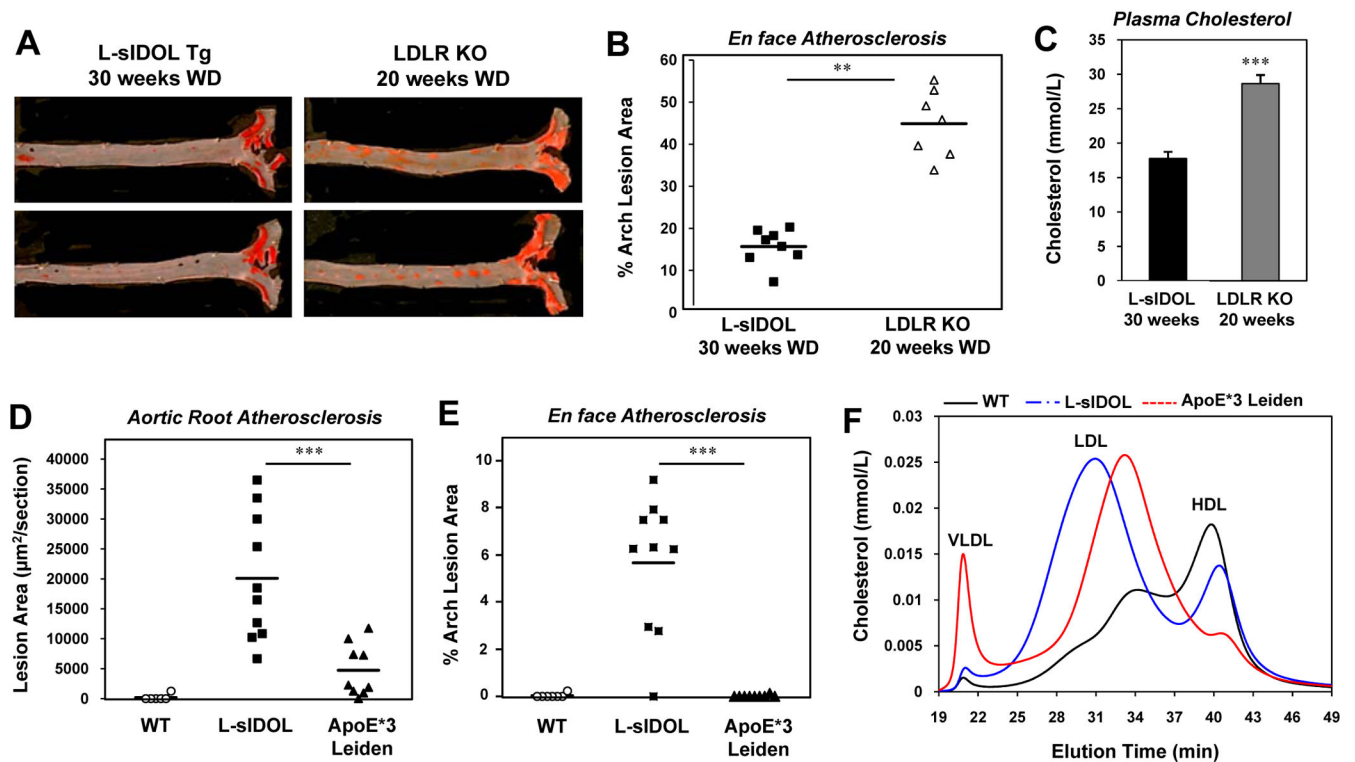 A
L-sIDOL Tg
30 weeks WD
LDLR KO
20 weeks WD
B
En face Atherosclerosis
% Arch Lesion Area
60
50
40
30
20
10
0
**
L-sIDOL
30 weeks WD
LDLR KO
20 weeks WD
C
Plasma Cholesterol
Cholesterol (mmol/L)
35
30
25
20
15
10
5
0
***
L-sIDOL
30 weeks
LDLR KO
20 weeks
D
Aortic Root Atherosclerosis
Lesion Area (µm²/section)
40000
35000
30000
25000
20000
15000
10000
5000
0
***
WT
L-sIDOL
ApoE*3
Leiden
E
En face Atherosclerosis
% Arch Lesion Area
10
8
6
4
2
0
***
WT
L-sIDOL
ApoE*3
Leiden
F
WT
L-sIDOL
ApoE*3 Leiden
Cholesterol (mmol/L)
0.03
0.025
0.02
0.015
0.01
0.005
0
VLDL
LDL
HDL
19 22 25 28 31 34 37 40 43 46 49
Elution Time (min)